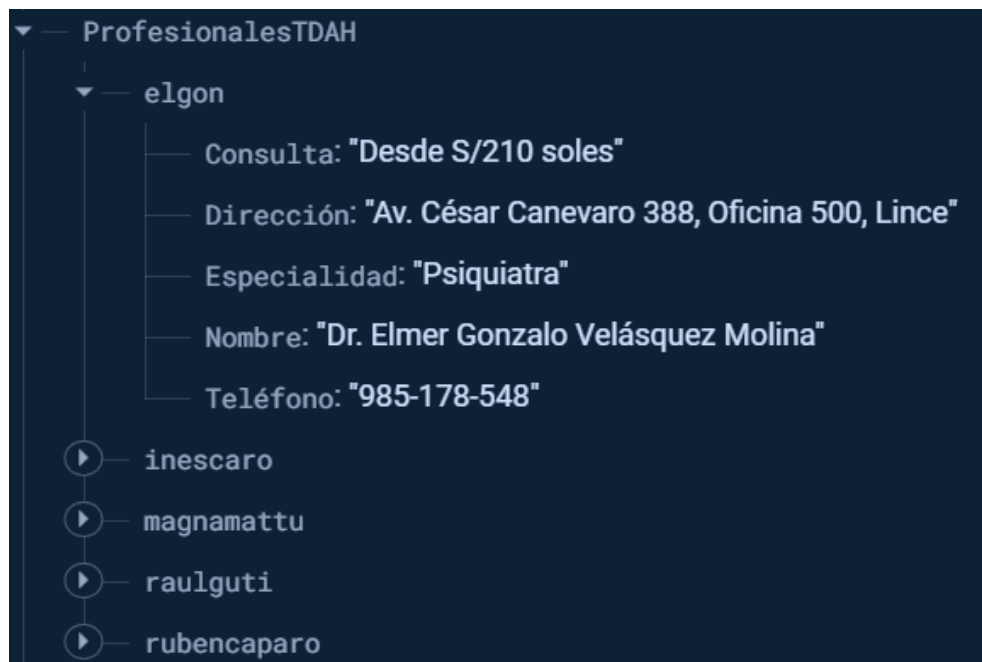 ProfesionalesTDAH
elgon
Consulta: "Desde S/210 soles"
Dirección: "Av. César Canevaro 388, Oficina 500, Lince"
Especialidad: "Psiquiatra"
Nombre: "Dr. Elmer Gonzalo Velásquez Molina"
Teléfono: "985-178-548"
inescaro
magnamattu
raulguti
rubencaparo